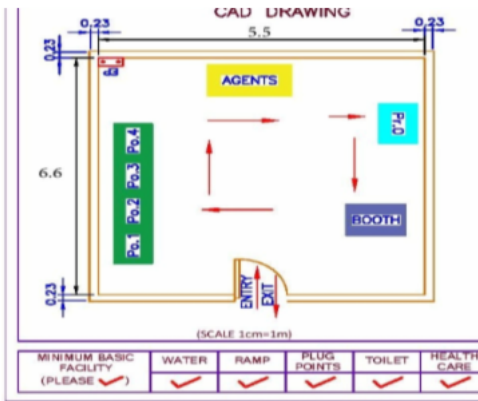 CAD DRAWING
0.23
5.5
0.23
0.23
AGENTS
Pr.O
6.6
Po.4
Po.3
Po.2
Po.1
BOOTH
0.23
ENTRY
EXIT
(SCALE 1cm=1m)
MINIMUM BASIC FACILITY (PLEASE ✓)
WATER
RAMP
PLUG POINTS
TOILET
HEALTH CARE